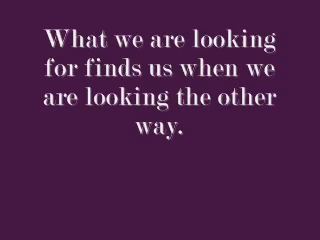 What we are looking
for finds us when we
are looking the other
way.